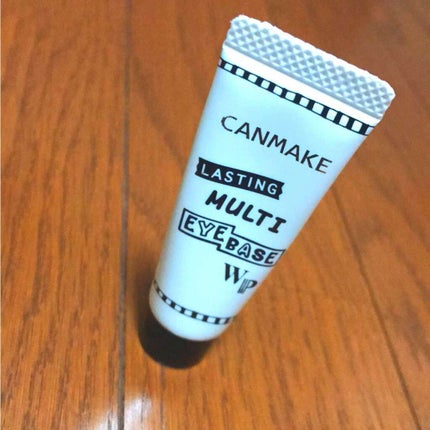 CANMAKE
LASTING
MULTI
EYE BASE
WP